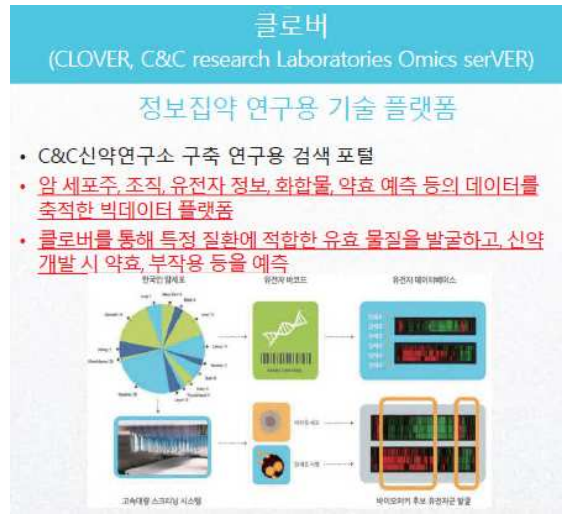 클로버
(CLOVER, C&C research Laboratories Omics serVER)
정보집약 연구용 기술 플랫폼
• C&C신약연구소 구축 연구용 검색 포털
• 암 세포주, 조직, 유전자 정보, 화합물, 약효 예측 등의 데이터를
축적한 빅데이터 플랫폼
• 클로버를 통해 특정 질환에 적합한 유효 물질을 발굴하고, 신약
개발 시 약효, 부작용 등을 예측
한국인 암세포
유전자 바코드
유전자 데이터베이스
고속대량 스크리닝 시스템
바이오마커 후보 유전자군 발굴